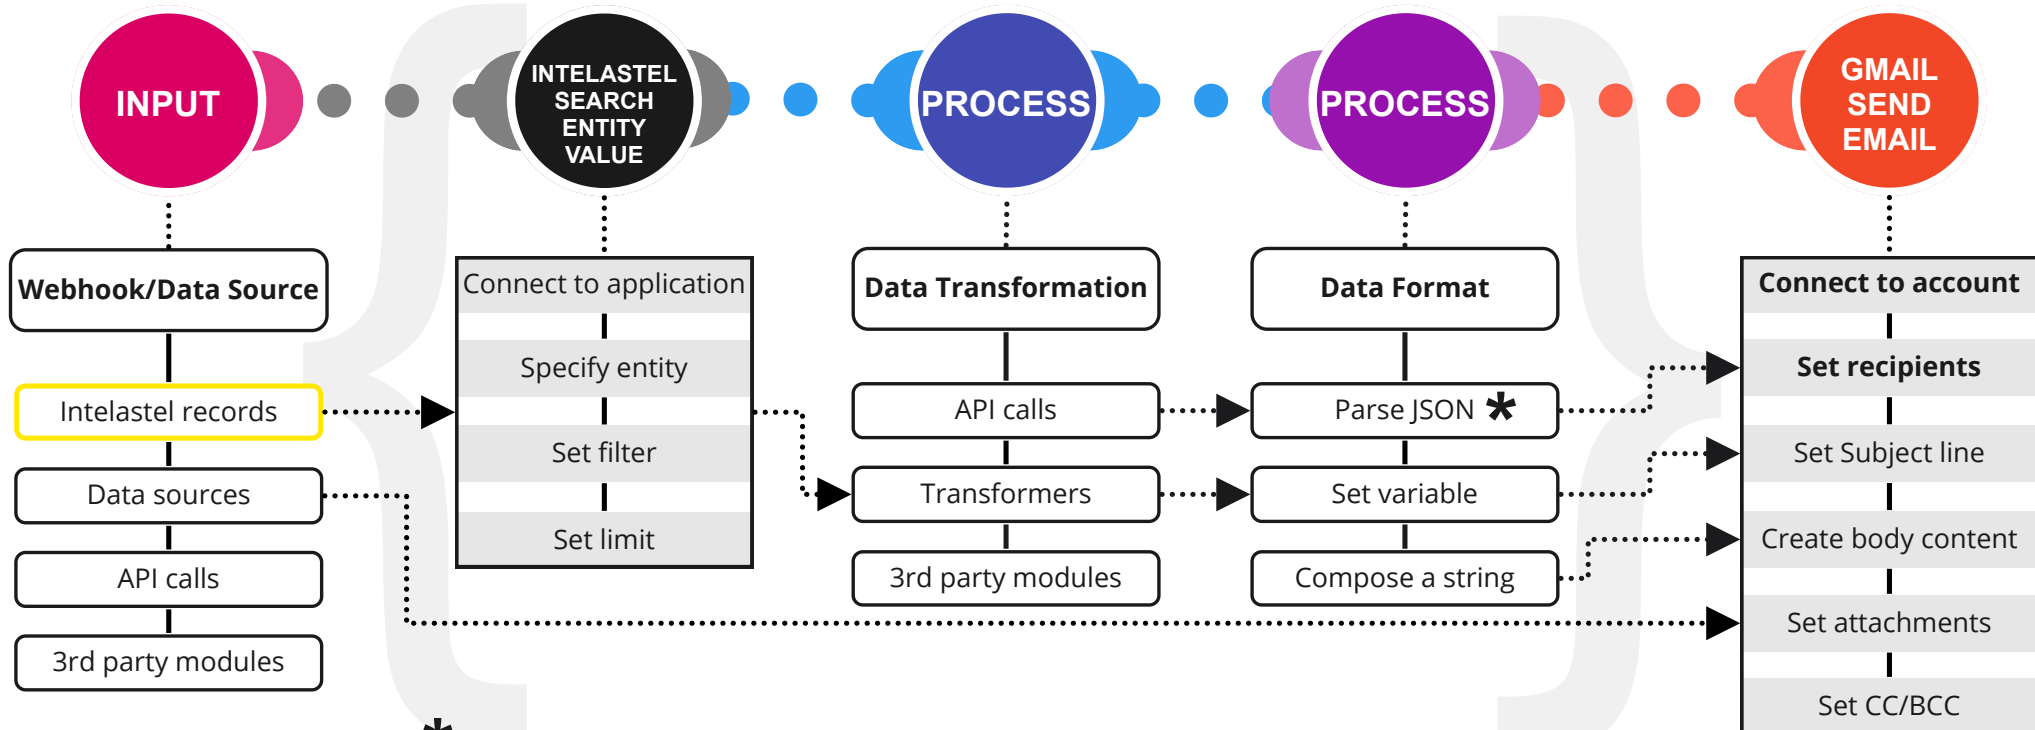 INPUT
INTELASTEL
SEARCH
ENTITY
VALUE
PROCESS
PROCESS
GMAIL
SEND
EMAIL
Webhook/Data Source
Intelastel records
Data sources
API calls
3rd party modules
Connect to application
Specify entity
Set filter
Set limit
Data Transformation
API calls
Transformers
3rd party modules
Data Format
Parse JSON *
Set variable
Compose a string
Connect to account
Set recipients
Set Subject line
Create body content
Set attachments
Set CC/BCC
*